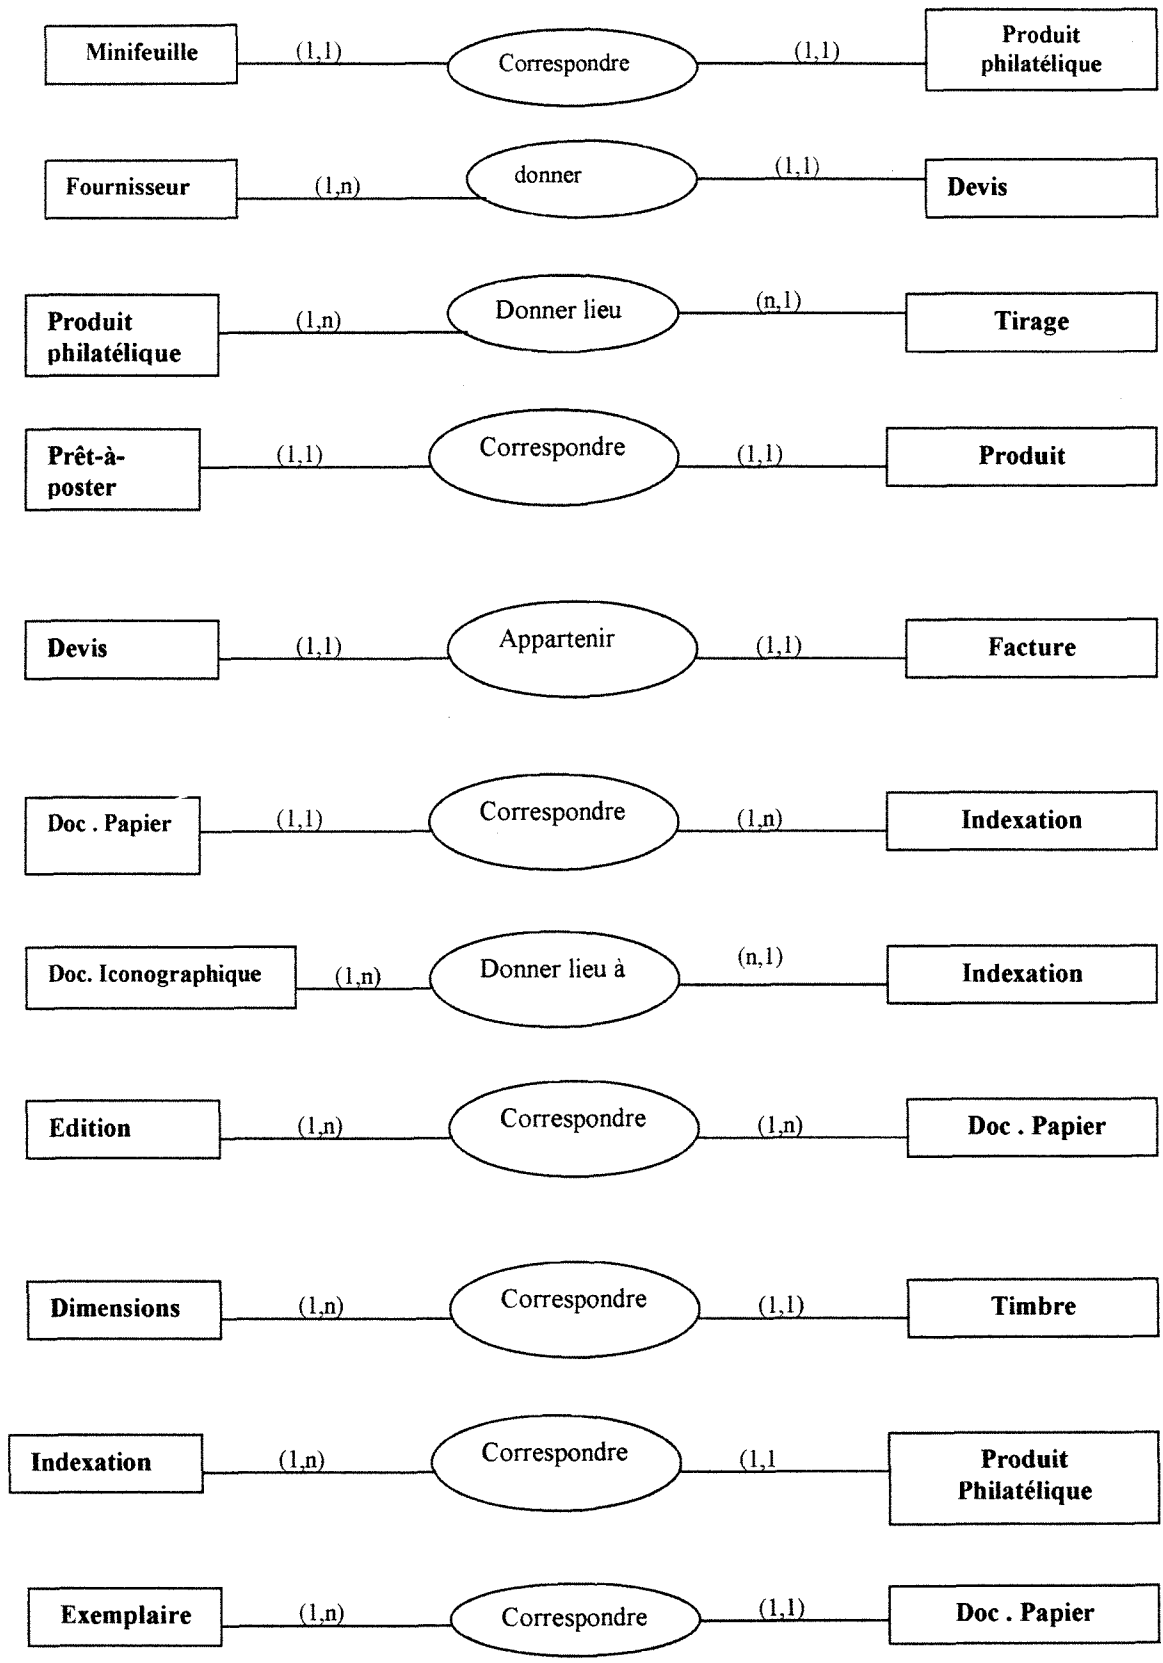 Minifeuille (1,1) Correspondre (1,1) Produit
philatélique
Fournisseur (1,n) donner (1,1) Devis
Produit
philatélique (1,n) Donner lieu (n,1) Tirage
Prêt-à-
poster (1,1) Correspondre (1,1) Produit
Devis (1,1) Appartenir (1,1) Facture
Doc . Papier (1,1) Correspondre (1,n) Indexation
Doc. Iconographique (1,n) Donner lieu à (n,1) Indexation
Edition (1,n) Correspondre (1,n) Doc . Papier
Dimensions (1,n) Correspondre (1,1) Timbre
Indexation (1,n) Correspondre (1,1 Produit
Philatélique
Exemplaire (1,n) Correspondre (1,1) Doc . Papier